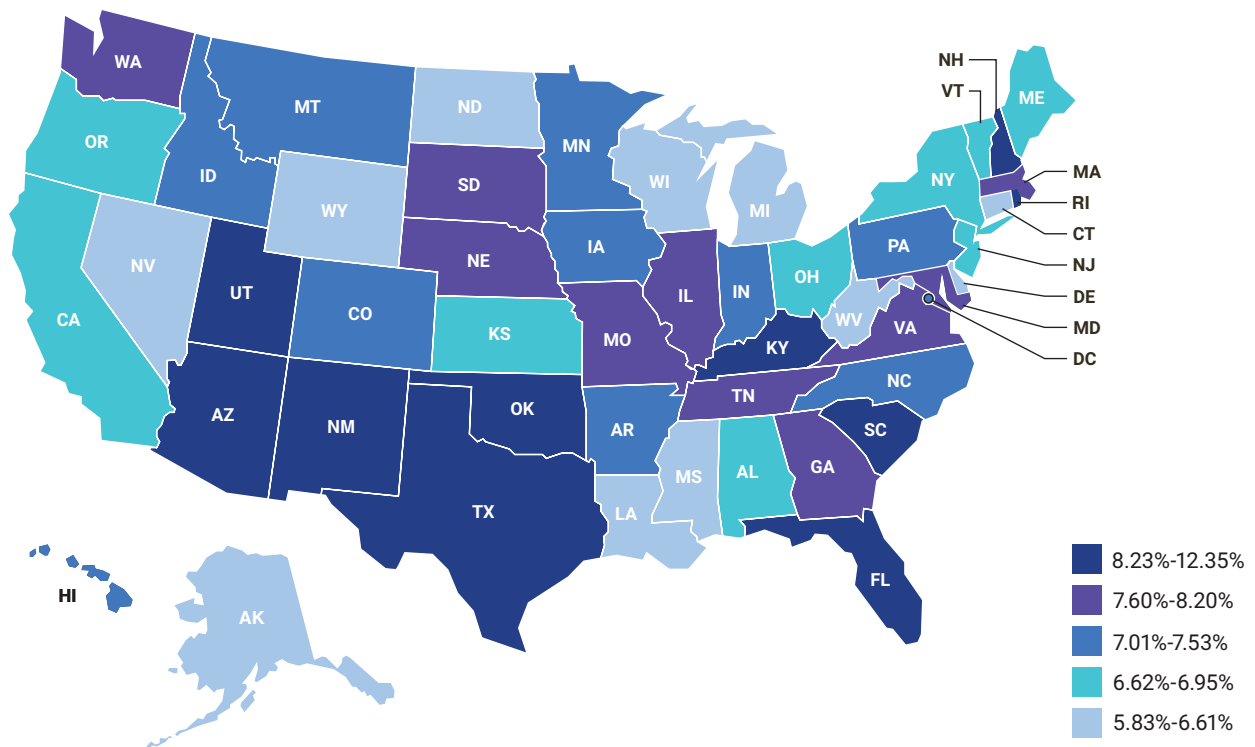 WA
MT
ND
MN
OR
ID
SD
WI
WY
MI
NY
NH
VT
ME
MA
RI
CT
NJ
DE
MD
DC
NV
UT
CO
NE
IA
IL
IN
OH
PA
CA
KS
MO
KY
WV
VA
AZ
NM
OK
AR
TN
NC
SC
MS
AL
GA
TX
LA
FL
HI
AK
8.23%-12.35%
7.60%-8.20%
7.01%-7.53%
6.62%-6.95%
5.83%-6.61%